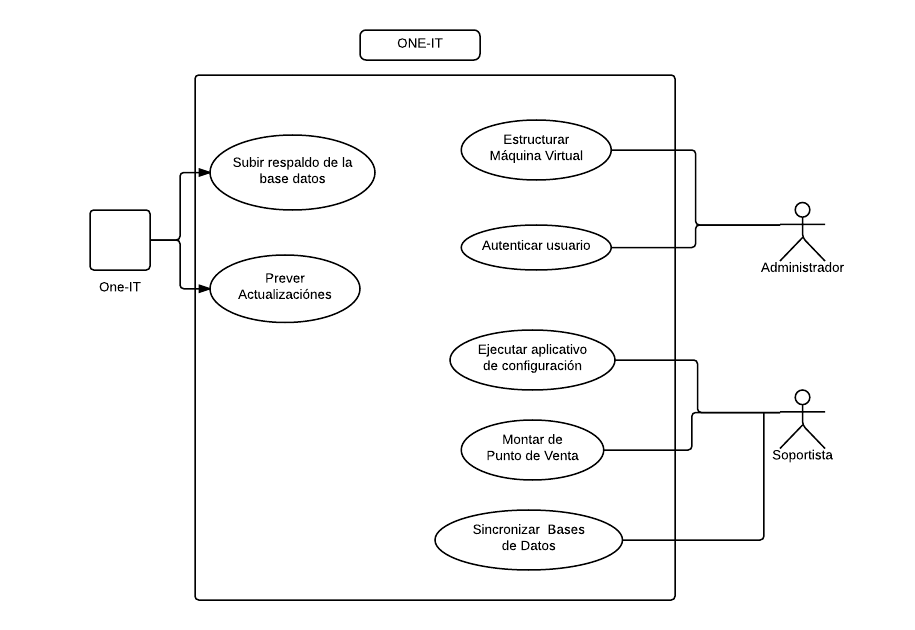 ONE-IT
Subir respaldo de la
base datos
Prever
Actualizaciónes
One-IT
Estructurar
Máquina Virtual
Autenticar usuario
Administrador
Ejecutar aplicativo
de configuración
Montar de
Punto de Venta
Soportista
Sincronizar  Bases
de Datos